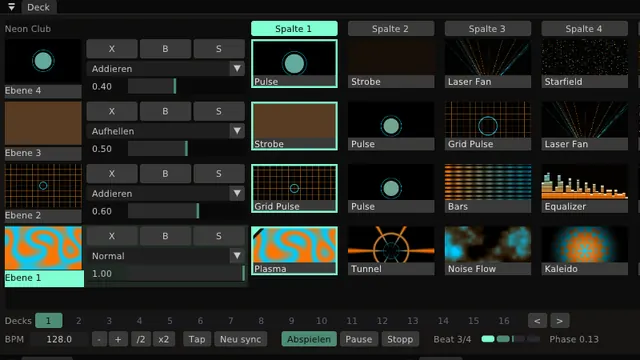 Deck
Neon Club
Spalte 1 Spalte 2 Spalte 3 Spalte 4
Ebene 4 X B S
Addieren
0.40
Pulse Strobe Laser Fan Starfield
Ebene 3 X B S
Aufhellen
0.50
Strobe Pulse Grid Pulse Laser Fan
Ebene 2 X B S
Addieren
0.60
Grid Pulse Pulse Bars Equalizer
Ebene 1 X B S
Normal
1.00
Plasma Tunnel Noise Flow Kaleido
Decks 1 2 3 4 5 6 7 8 9 10 11 12 13 14 15 16 < >
BPM 128.0 - + /2 x2 Tap Neu sync Abspielen Pause Stopp Beat 3/4 Phase 0.13